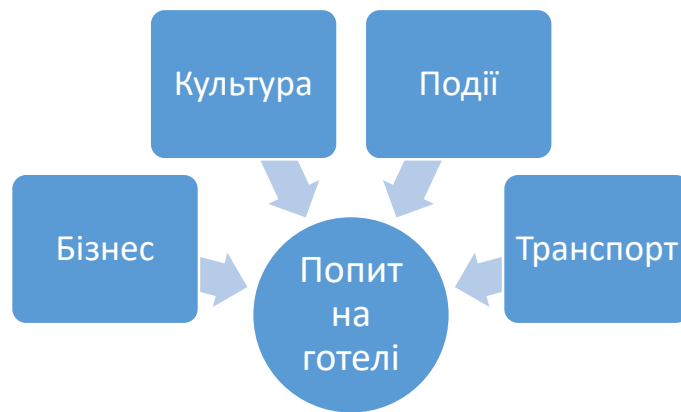 Культура
Події
Бізнес
Транспорт
Попит
на
готелі